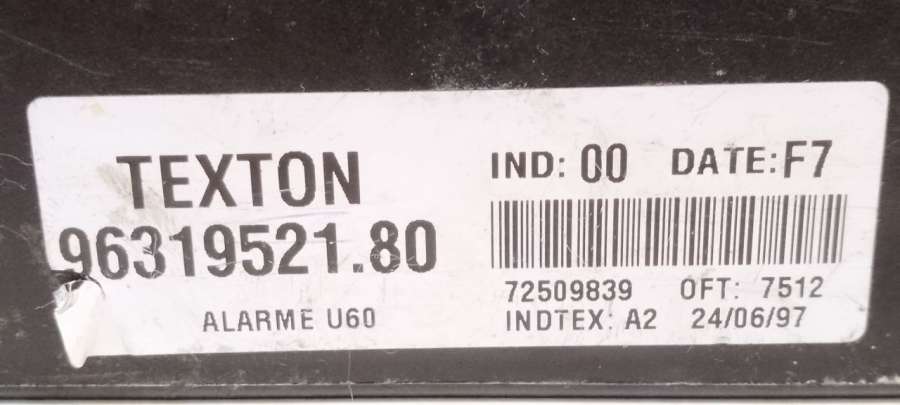 TEXTON
96319521.80
ALARME U60
IND: 00 DATE: F7
72509839 OFT: 7512
INDTEX: A2 24/06/97